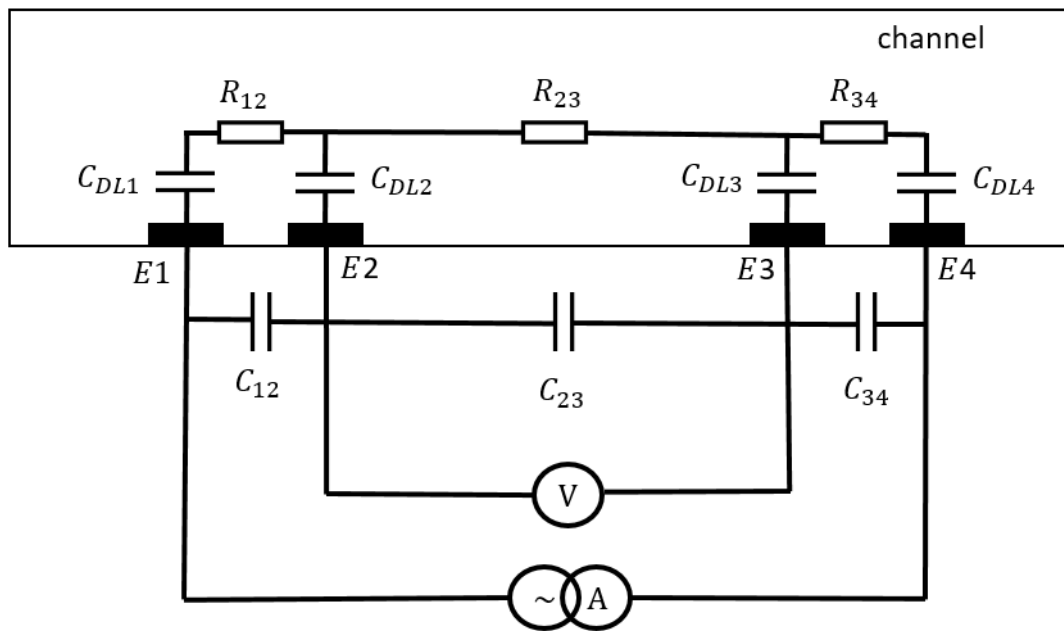 channel
R12 R23 R34
CDL1 CDL2 CDL3 CDL4
E1 E2 E3 E4
C12 C23 C34
V
~ A